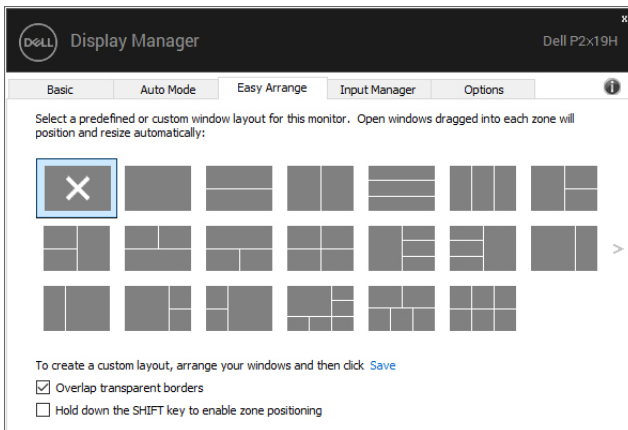 x
DELL Display Manager Dell P2x19H
Basic Auto Mode Easy Arrange Input Manager Options i
Select a predefined or custom window layout for this monitor. Open windows dragged into each zone will
position and resize automatically:
>
To create a custom layout, arrange your windows and then click Save
Overlap transparent borders
Hold down the SHIFT key to enable zone positioning